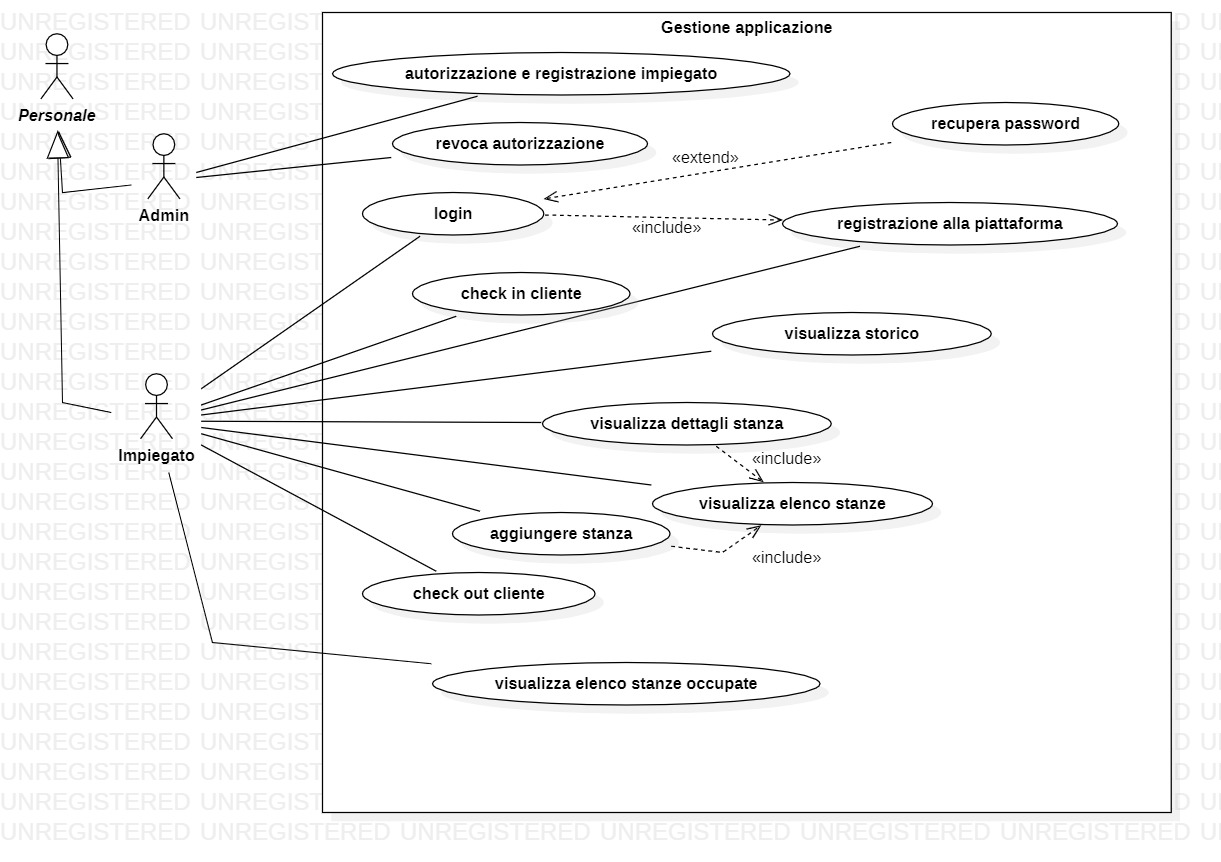 Gestione applicazione
Personale
autorizzazione e registrazione impiegato
recupera password
revoca autorizzazione
«extend»
Admin
login
registrazione alla piattaforma
«include»
check in cliente
visualizza storico
visualizza dettagli stanza
Impiegato
«include»
visualizza elenco stanze
aggiungere stanza
«include»
check out cliente
visualizza elenco stanze occupate
UNREGISTERED UNREGISTERED UNREGISTERED UNREGISTERED UNREGISTERED UNREGISTERED UN